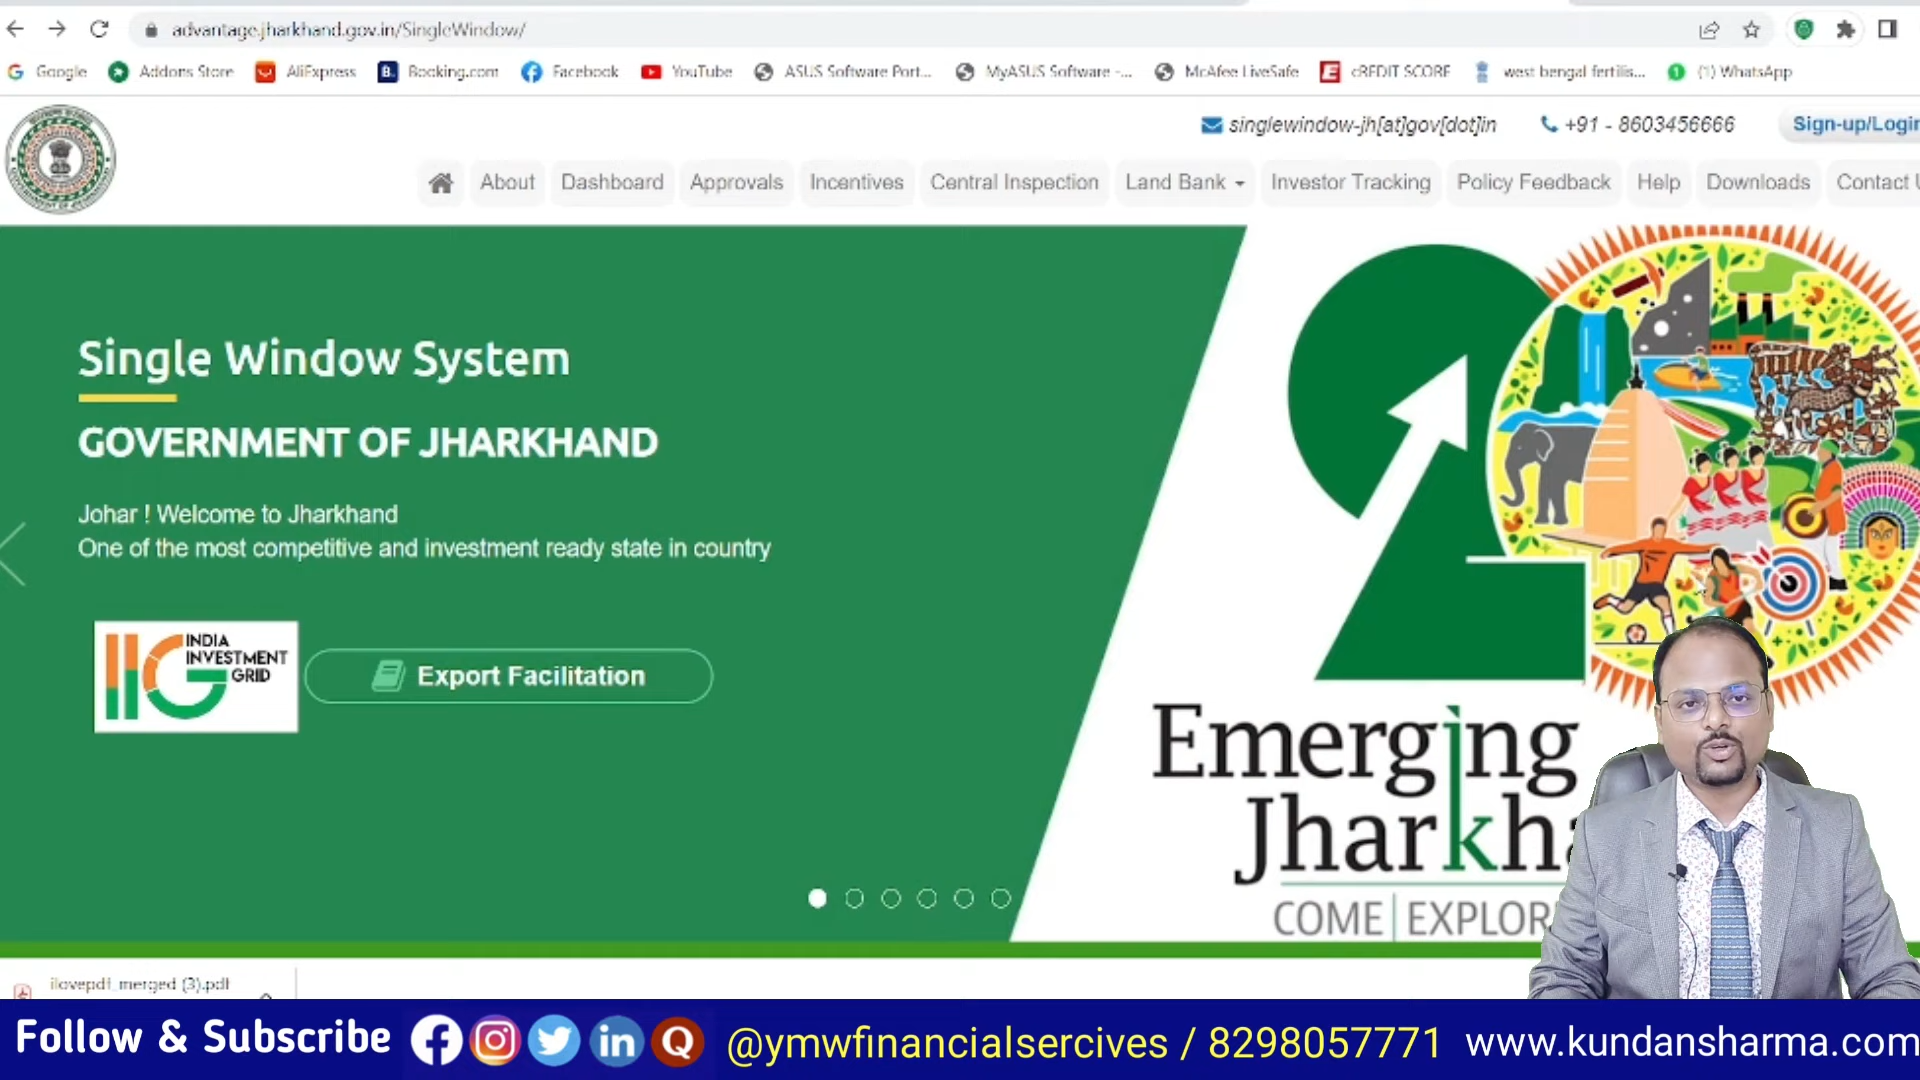 advantage.jharkhand.gov.in/SingleWindow/
Google Addons Store AliExpress Booking.com Facebook YouTube ASUS Software Port... MyASUS Software -... McAfee LiveSafe cREDIT SCORE west bengal fertilis... (1) WhatsApp
singlewindow-jh[at]gov[dot]in +91 - 8603456666 Sign-up/Login
About Dashboard Approvals Incentives Central Inspection Land Bank Investor Tracking Policy Feedback Help Downloads Contact U
Single Window System
GOVERNMENT OF JHARKHAND
Johar ! Welcome to Jharkhand
One of the most competitive and investment ready state in country
INDIA
INVESTMENT
GRID
Export Facilitation
Emerging
Jharkha
COME EXPLOR
ilovepdf_merged (3).pdf
Follow & Subscribe @ymwfinancialsercives / 8298057771 www.kundansharma.com